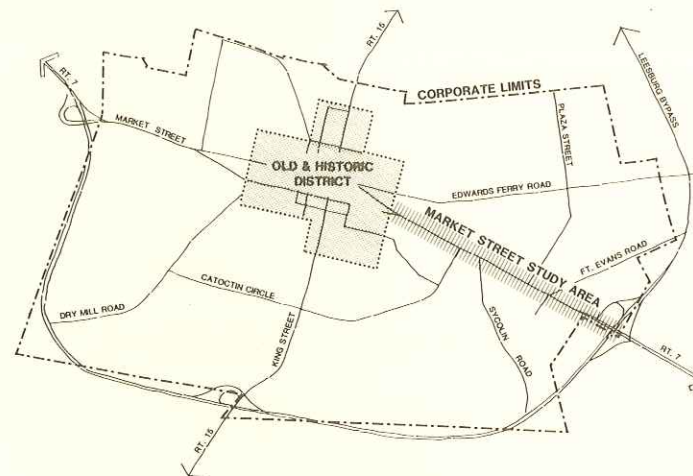 RT. 15
RT. 7
LEESBURG BYPASS
CORPORATE LIMITS
PLAZA STREET
MARKET STREET
OLD & HISTORIC
DISTRICT
EDWARDS FERRY ROAD
MARKET STREET STUDY AREA
FT. EVANS ROAD
CATOCTIN CIRCLE
DRY MILL ROAD
KING STREET
SYCOLIN ROAD
RT. 7
RT. 15